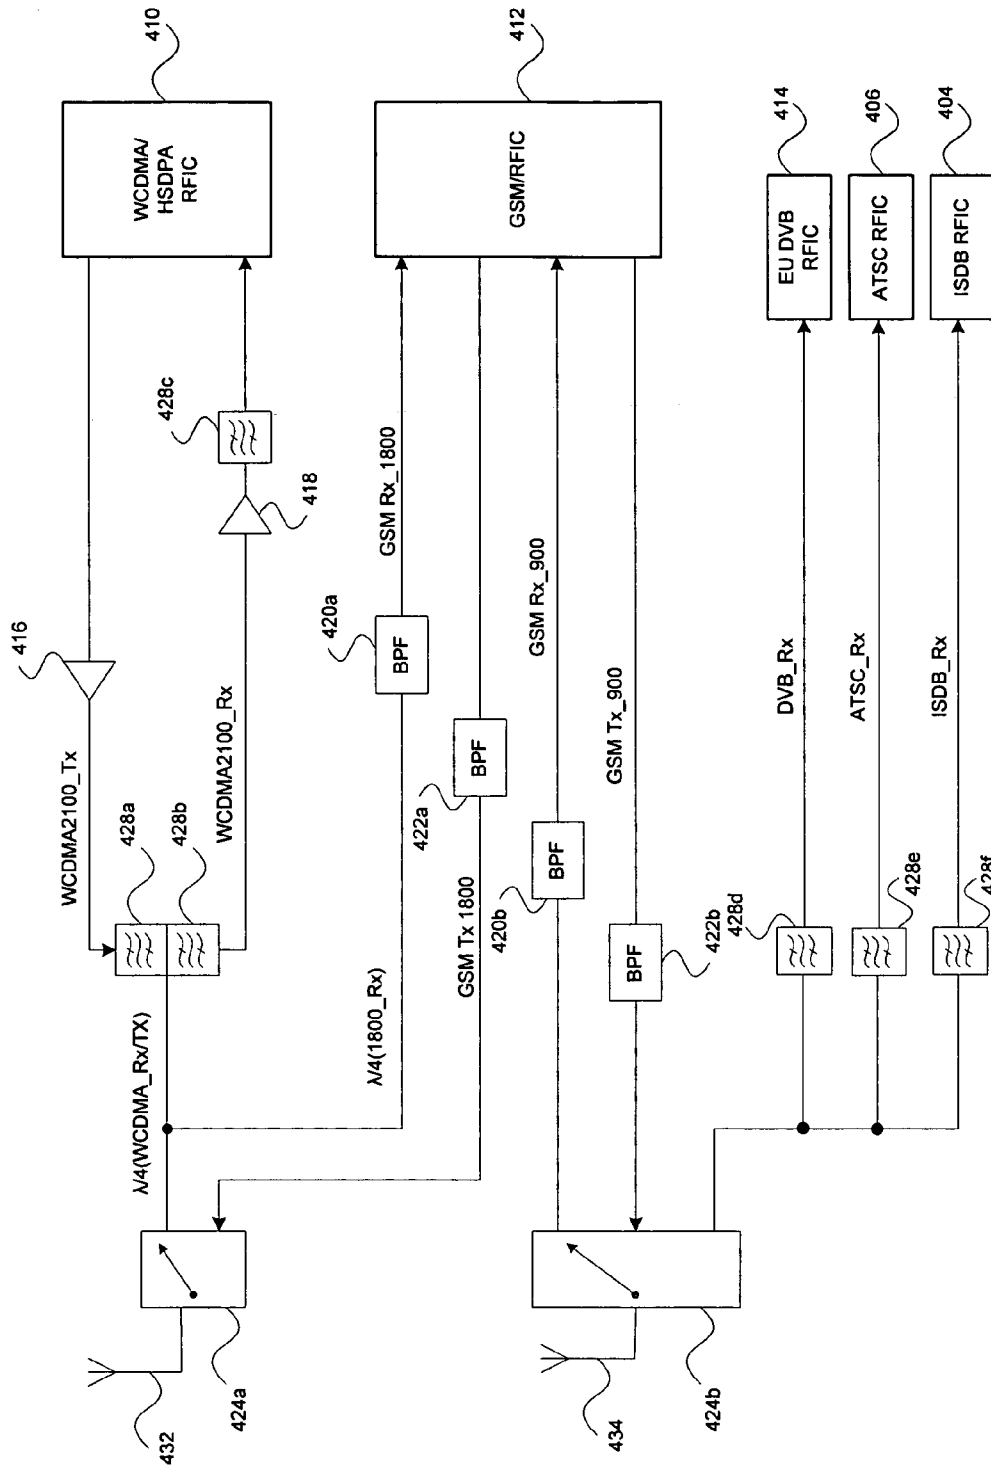 432
424a
λ/4(WCDMA_Rx/TX)
WCDMA2100_Tx
428a
428b
416
WCDMA2100_Rx
418
428c
WCDMA/
HSDPA
RFIC
410
λ/4(1800_Rx)
BPF
420a
GSM Rx_1800
GSM Tx 1800
BPF
422a
GSM/RFIC
412
434
424b
BPF
420b
GSM Rx_900
BPF
422b
GSM Tx_900
428d
DVB_Rx
EU DVB
RFIC
414
428e
ATSC_Rx
ATSC RFIC
406
428f
ISDB_Rx
ISDB RFIC
404